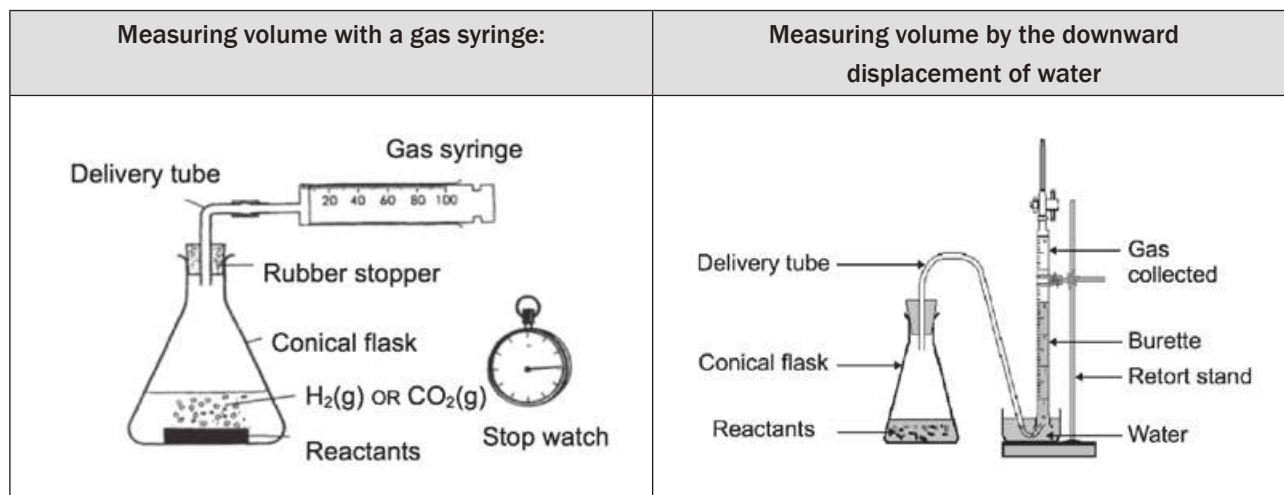 Measuring volume with a gas syringe:
Measuring volume by the downward
displacement of water
Gas syringe
Delivery tube
20 40 60 80 100
Rubber stopper
Conical flask
H₂(g) OR CO₂(g)
Stop watch
Reactants
Delivery tube
Gas
collected
Conical flask
Burette
Retort stand
Reactants
Water